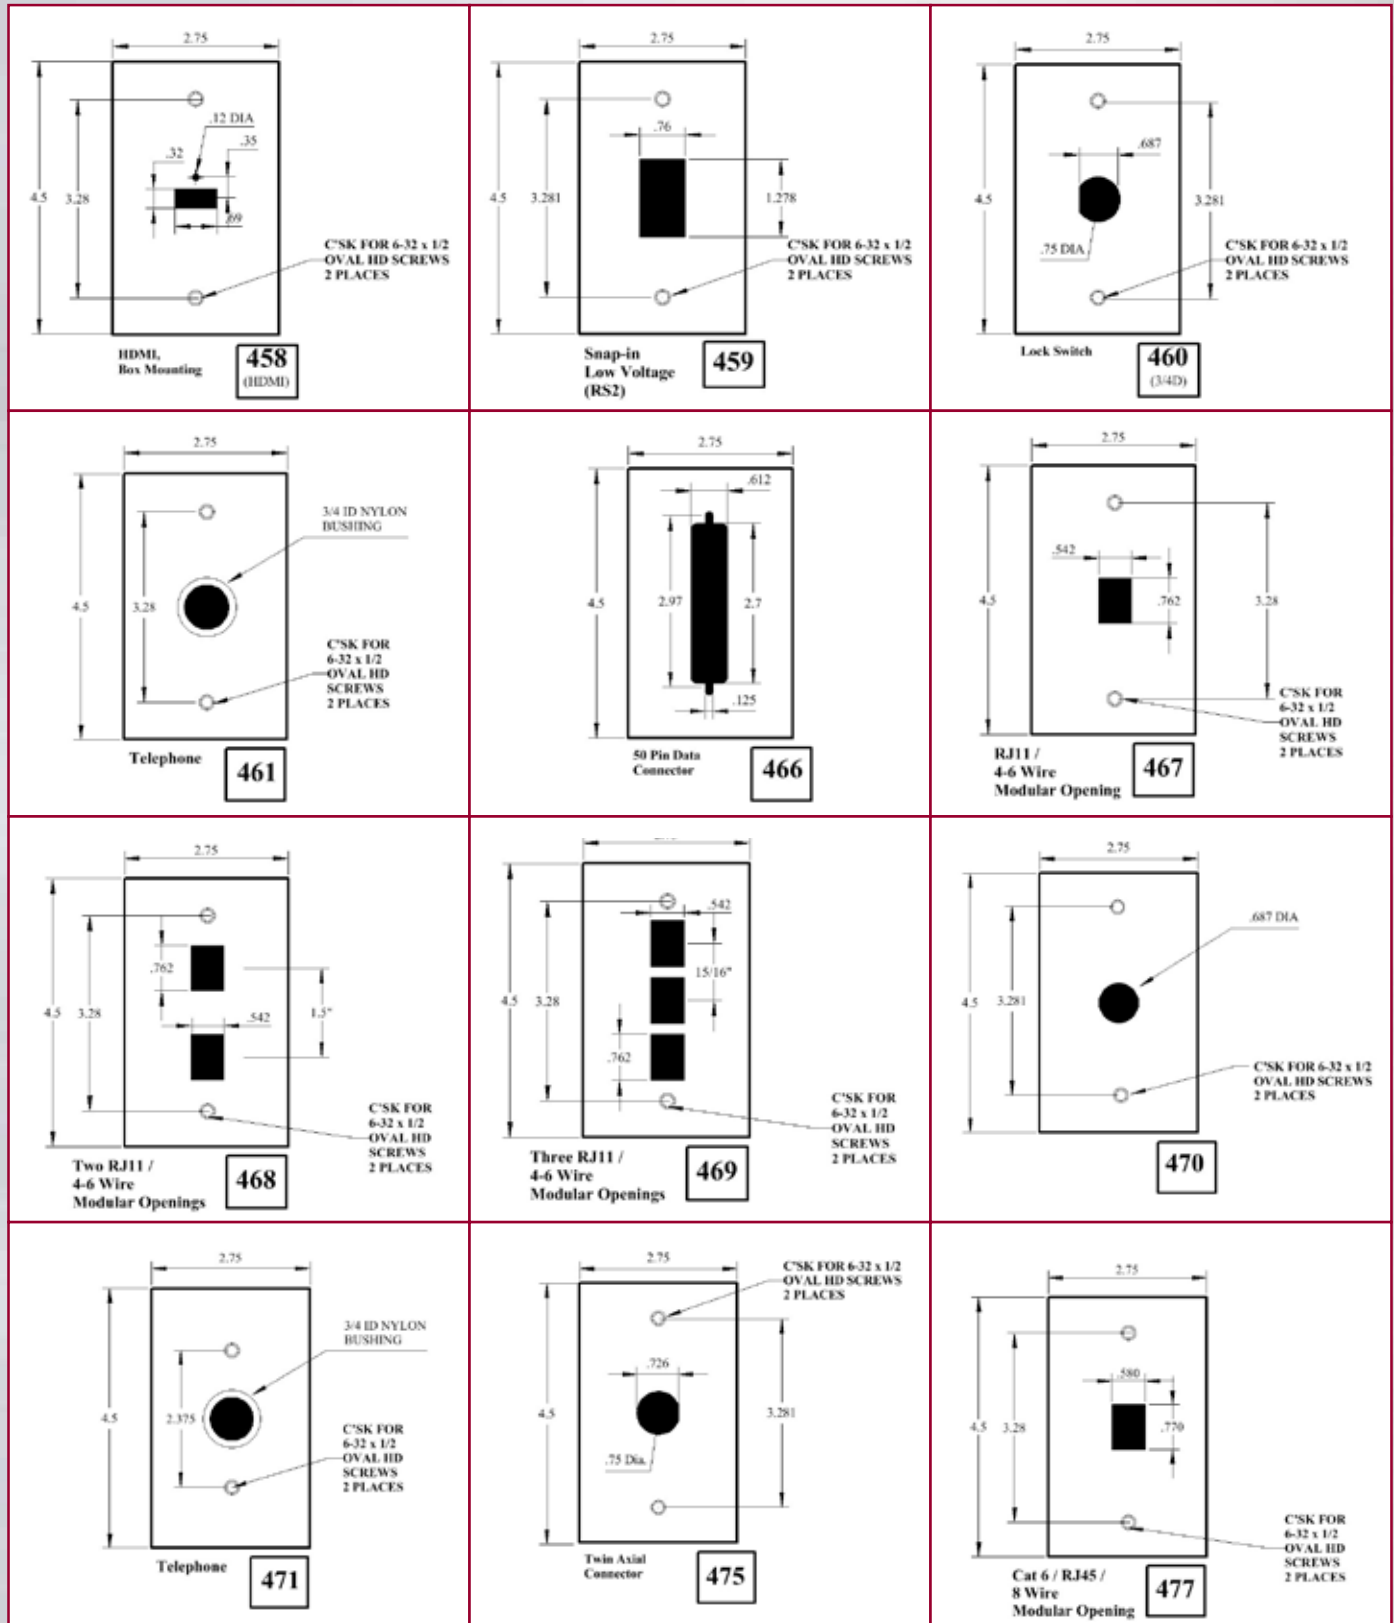 2.75
4.5
3.28
.12 DIA
.35
.32
.69
C'SK FOR 6-32 x 1/2
OVAL HD SCREWS
2 PLACES
HDMI,
Box Mounting
458
(HDMI)
2.75
4.5
3.281
.76
1.278
C'SK FOR 6-32 x 1/2
OVAL HD SCREWS
2 PLACES
Snap-in
Low Voltage
(RS2)
459
2.75
4.5
.687
3.281
.75 DIA
C'SK FOR 6-32 x 1/2
OVAL HD SCREWS
2 PLACES
Lock Switch
460
(3/4D)
2.75
4.5
3.28
3/4 ID NYLON
BUSHING
C'SK FOR
6-32 x 1/2
OVAL HD
SCREWS
2 PLACES
Telephone
461
2.75
4.5
.612
2.97
2.7
.125
50 Pin Data
Connector
466
2.75
4.5
.542
.762
3.28
C'SK FOR
6-32 x 1/2
OVAL HD
SCREWS
2 PLACES
RJ11 /
4-6 Wire
Modular Opening
467
2.75
4.5
3.28
.762
.542
1.5"
C'SK FOR
6-32 x 1/2
OVAL HD
SCREWS
2 PLACES
Two RJ11 /
4-6 Wire
Modular Openings
468
4.5
3.28
.542
15/16"
.762
C'SK FOR
6-32 x 1/2
OVAL HD
SCREWS
2 PLACES
Three RJ11 /
4-6 Wire
Modular Openings
469
2.75
4.5
3.281
.687 DIA
C'SK FOR 6-32 x 1/2
OVAL HD SCREWS
2 PLACES
470
2.75
4.5
2.375
3/4 ID NYLON
BUSHING
C'SK FOR
6-32 x 1/2
OVAL HD
SCREWS
2 PLACES
Telephone
471
2.75
C'SK FOR 6-32 x 1/2
OVAL HD SCREWS
2 PLACES
4.5
.726
3.281
.75 Dia.
Twin Axial
Connector
475
2.75
4.5
3.28
.580
.770
C'SK FOR
6-32 x 1/2
OVAL HD
SCREWS
2 PLACES
Cat 6 / RJ45 /
8 Wire
Modular Opening
477